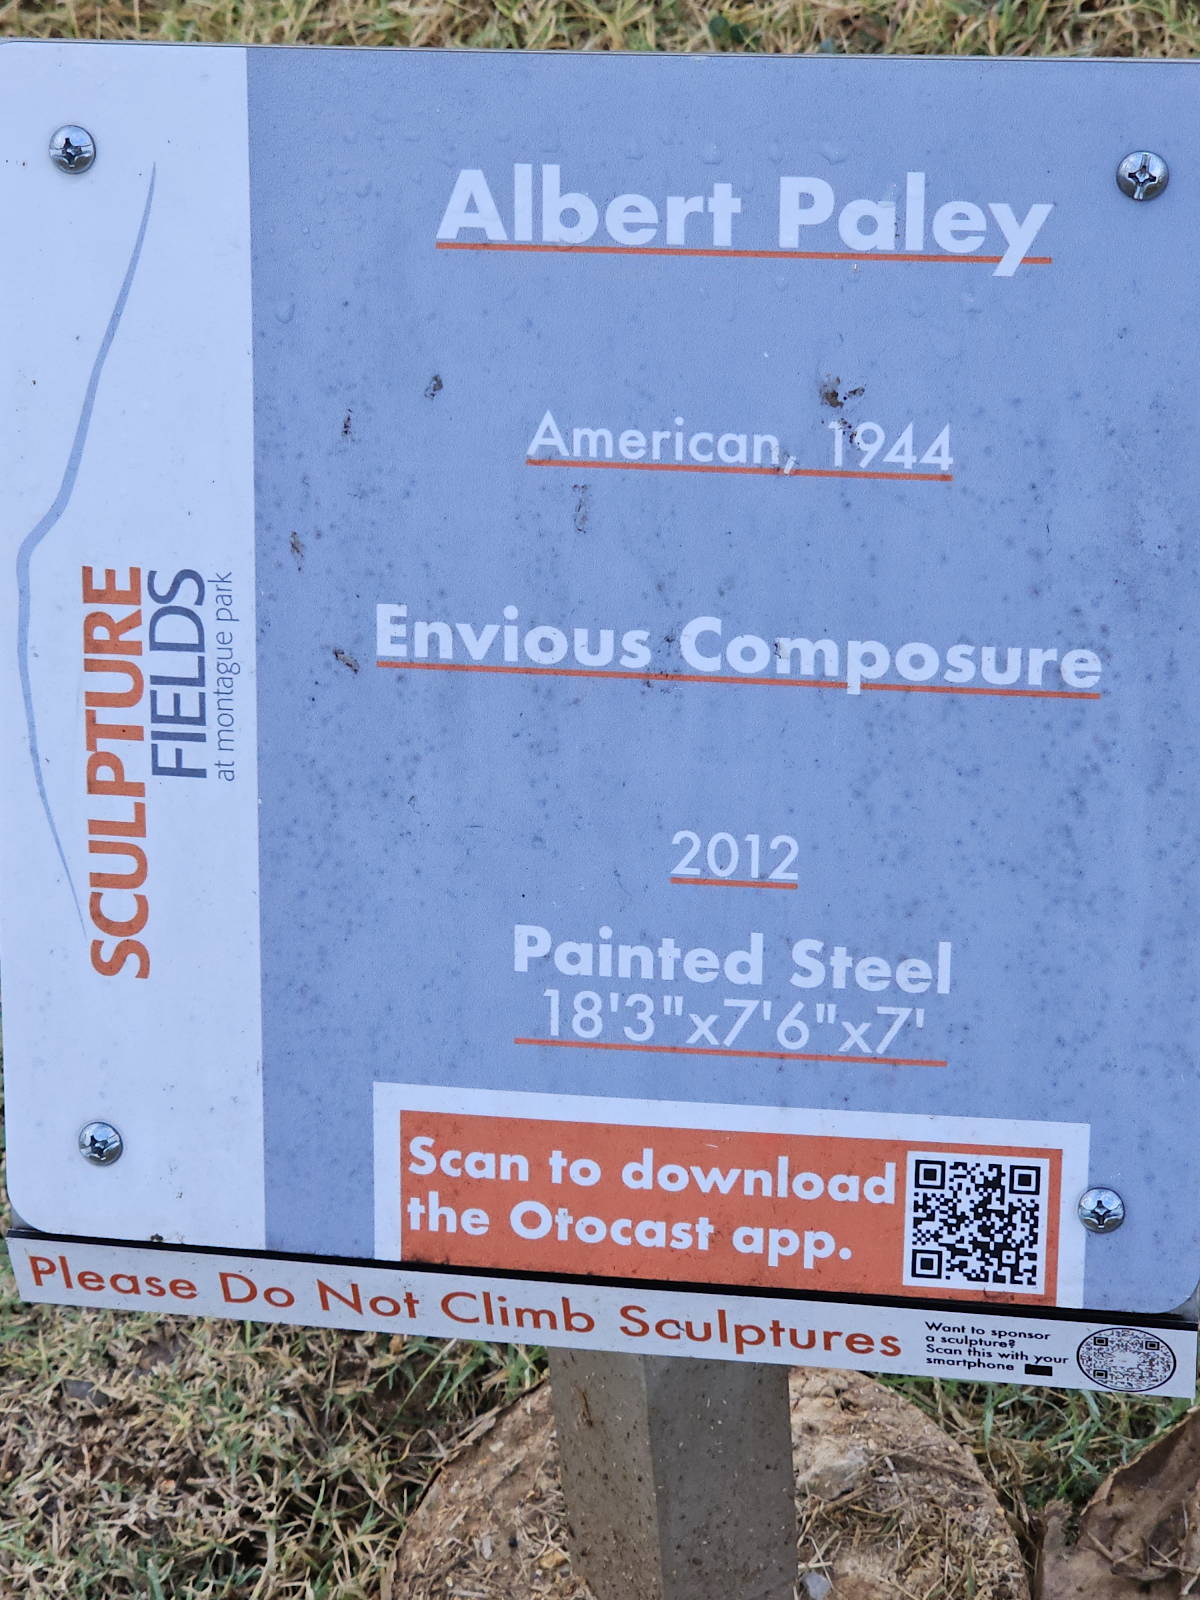 SCULPTURE
FIELDS
at montague park
Albert Paley
American, 1944
Envious Composure
2012
Painted Steel
18'3"x7'6"x7'
Scan to download
the Otocast app.
Please Do Not Climb Sculptures
Want to sponsor
a sculpture?
Scan this with your
smartphone